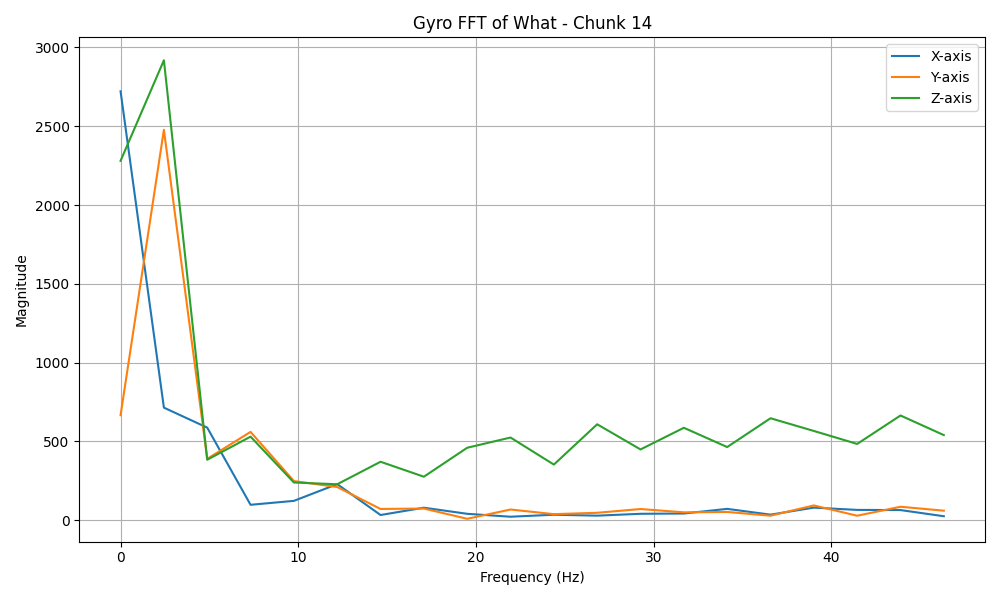 Gyro FFT of What - Chunk 14
X-axis
Y-axis
Z-axis
3000
2500
2000
1500
1000
500
0
Magnitude
0 10 20 30 40
Frequency (Hz)